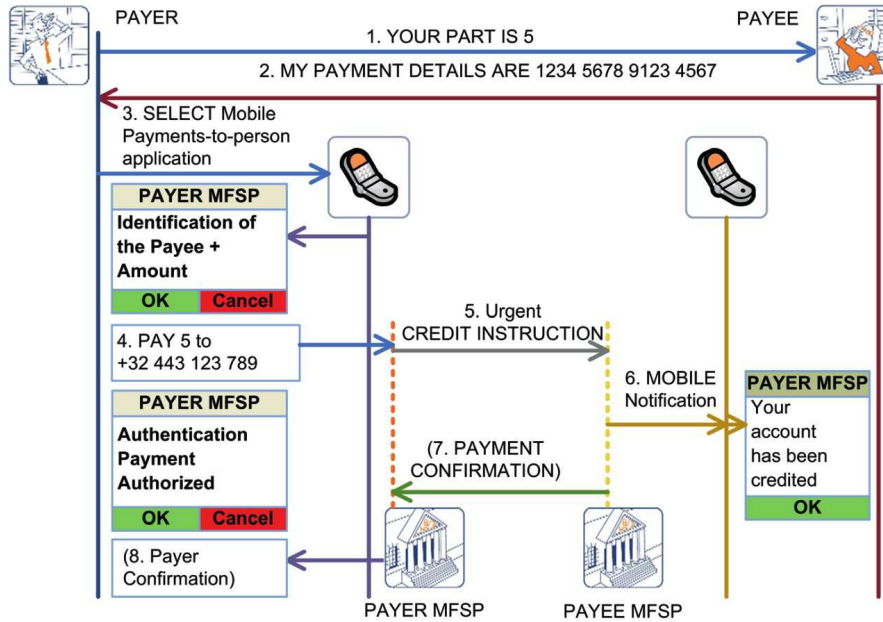 PAYER
PAYEE
1. YOUR PART IS 5
2. MY PAYMENT DETAILS ARE 1234 5678 9123 4567
3. SELECT Mobile
Payments-to-person
application
PAYER MFSP
Identification of
the Payee +
Amount
OK
Cancel
4. PAY 5 to
+32 443 123 789
5. Urgent
CREDIT INSTRUCTION
6. MOBILE
Notification
PAYER MFSP
Your
account
has been
credited
OK
PAYER MFSP
Authentication
Payment
Authorized
OK
Cancel
(7. PAYMENT
CONFIRMATION)
(8. Payer
Confirmation)
PAYER MFSP
PAYEE MFSP